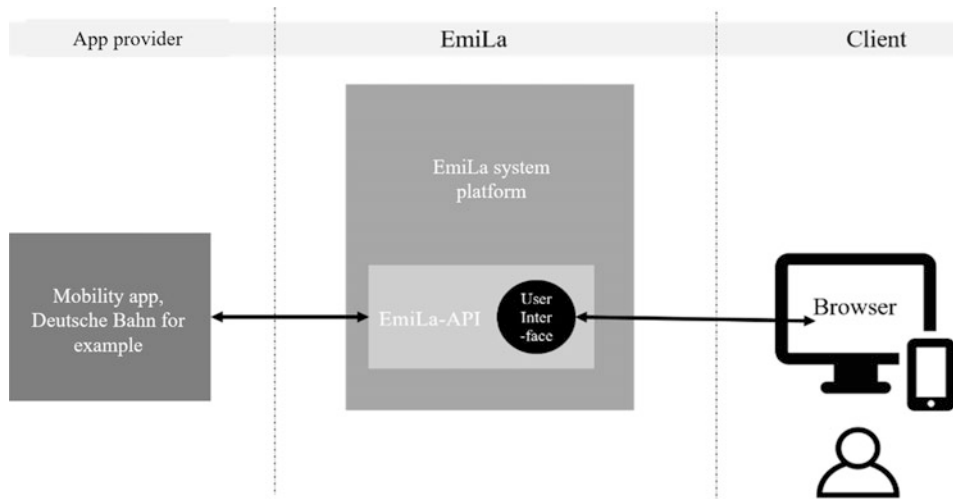 App provider
EmiLa
Client
EmiLa system
platform
Mobility app,
Deutsche Bahn for
example
EmiLa-API
User
Inter
-face
Browser